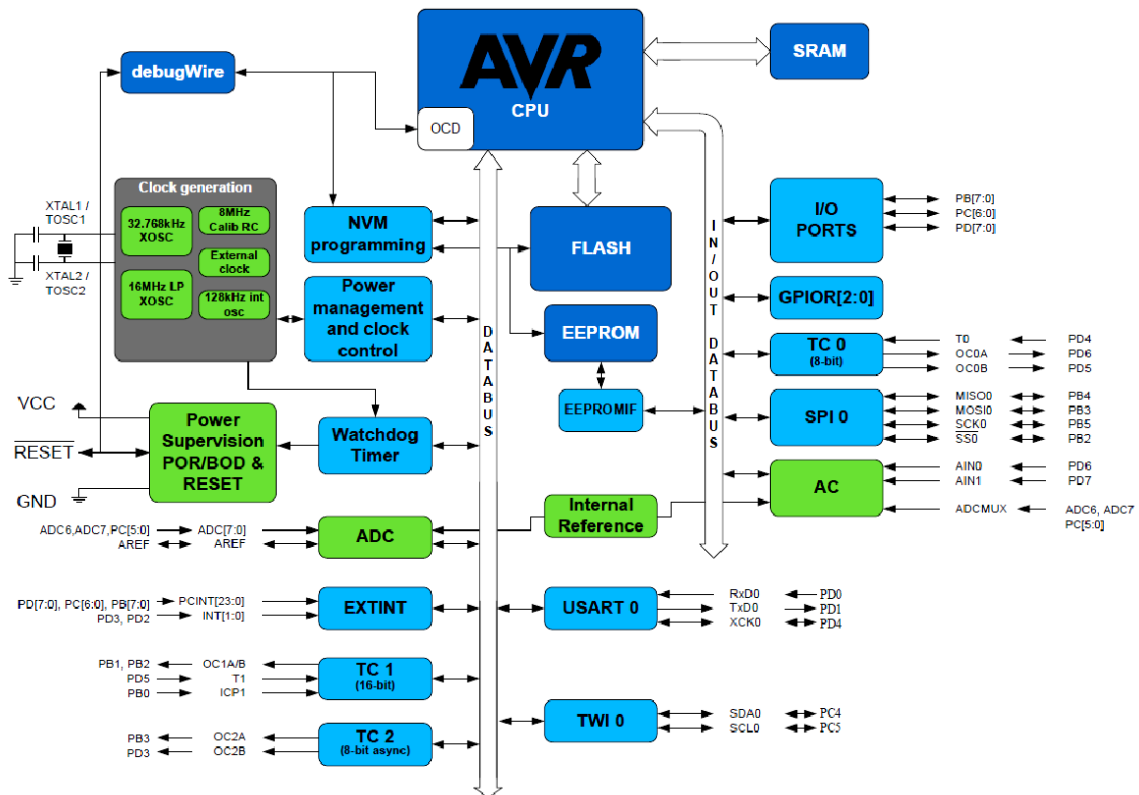 AVR
CPU
OCD
SRAM
debugWire
Clock generation
XTAL1 /
TOSC1
XTAL2 /
TOSC2
32.768kHz
XOSC
8MHz
Calib RC
External
clock
16MHz LP
XOSC
128kHz int
osc
NVM
programming
FLASH
Power
management
and clock
control
EEPROM
EEPROMIF
DATABUS
IN/OUT DATABUS
I/O
PORTS
PB[7:0]
PC[6:0]
PD[7:0]
GPIOR[2:0]
TC 0
(8-bit)
T0 PD4
OC0A PD6
OC0B PD5
SPI 0
MISO0 PB4
MOSI0 PB3
SCK0 PB5
SS0 PB2
AC
AIN0 PD6
AIN1 PD7
ADCMUX ADC6, ADC7
PC[5:0]
VCC
RESET
GND
Power
Supervision
POR/BOD &
RESET
Watchdog
Timer
Internal
Reference
ADC6,ADC7,PC[5:0] ADC[7:0]
AREF AREF
ADC
PD[7:0], PC[6:0], PB[7:0] PCINT[23:0]
PD3, PD2 INT[1:0]
EXTINT
USART 0
RxD0 PD0
TxD0 PD1
XCK0 PD4
PB1, PB2 OC1A/B
PD5 T1
PB0 ICP1
TC 1
(16-bit)
TWI 0
SDA0 PC4
SCL0 PC5
PB3 OC2A
PD3 OC2B
TC 2
(8-bit async)